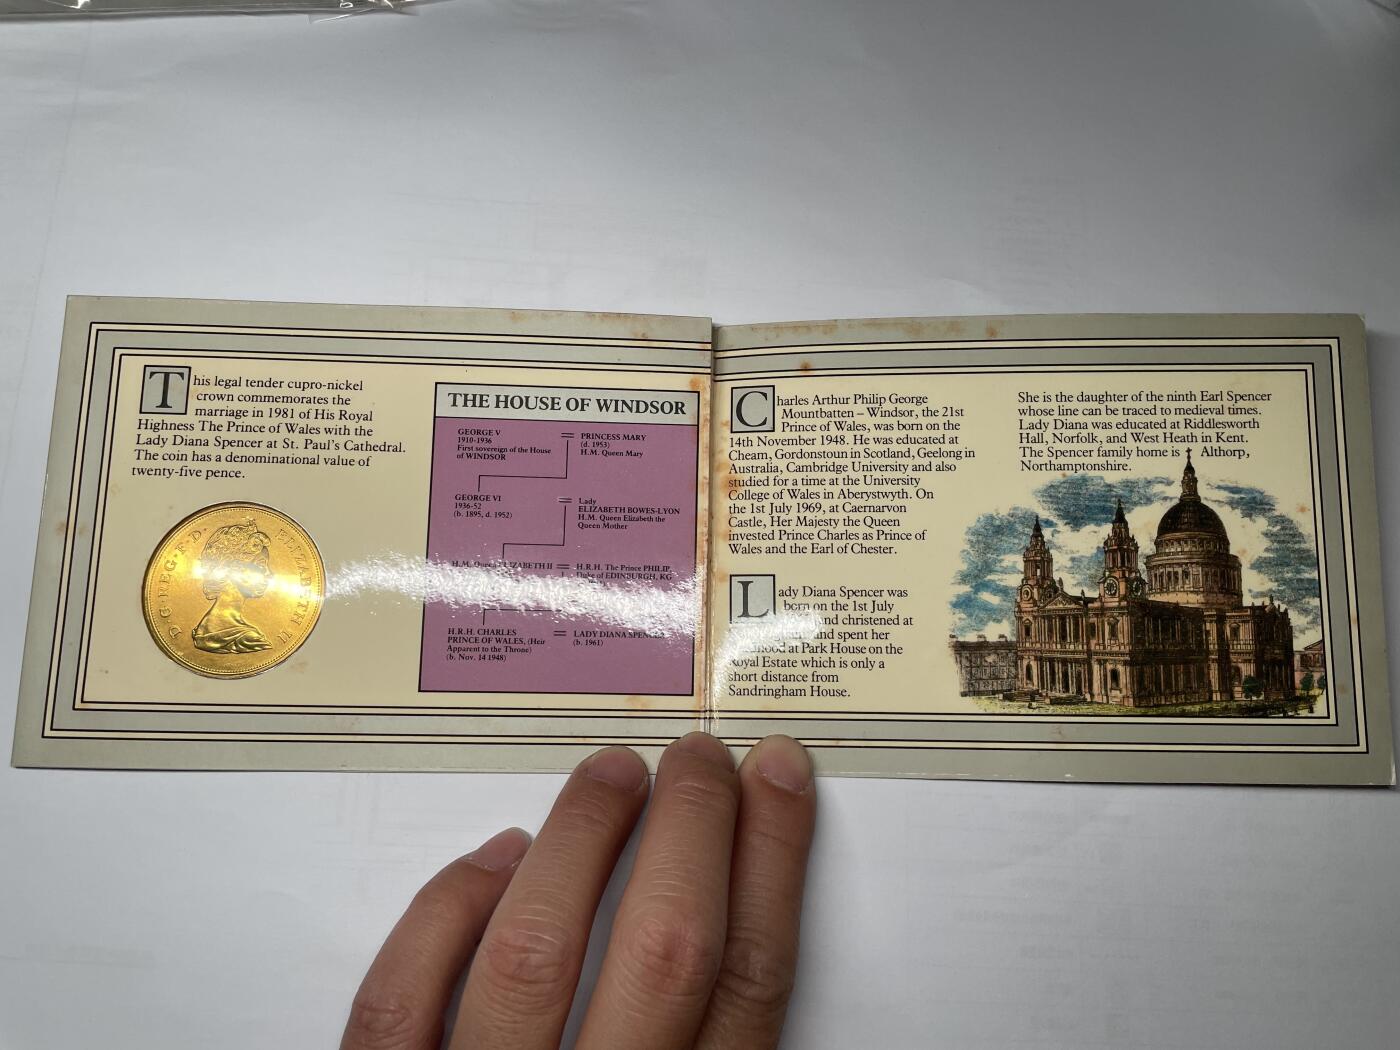 This legal tender cupro-nickel
crown commemorates the
marriage in 1981 of His Royal
Highness The Prince of Wales with the
Lady Diana Spencer at St. Paul's Cathedral.
The coin has a denominational value of
twenty-five pence.
D·G·REG·F·D· ELIZABETH II
THE HOUSE OF WINDSOR
GEORGE V
1910-1936
First sovereign of the House
of WINDSOR
= PRINCESS MARY
(d. 1953)
H.M. Queen Mary
GEORGE VI
1936-52
(b. 1895, d. 1952)
= Lady
ELIZABETH BOWES-LYON
H.M. Queen Elizabeth the
Queen Mother
H.M. Queen ELIZABETH II
= H.R.H. The Prince PHILIP,
Duke of EDINBURGH, KG
H.R.H. CHARLES
PRINCE OF WALES, (Heir
Apparent to the Throne)
(b. Nov. 14 1948)
= LADY DIANA SPENCER
(b. 1961)
Charles Arthur Philip George
Mountbatten – Windsor, the 21st
Prince of Wales, was born on the
14th November 1948. He was educated at
Cheam, Gordonstoun in Scotland, Geelong in
Australia, Cambridge University and also
studied for a time at the University
College of Wales in Aberystwyth. On
the 1st July 1969, at Caernarvon
Castle, Her Majesty the Queen
invested Prince Charles as Prince of
Wales and the Earl of Chester.
Lady Diana Spencer was
born on the 1st July
and christened at
and spent her
at Park House on the
Royal Estate which is only a
short distance from
Sandringham House.
She is the daughter of the ninth Earl Spencer
whose line can be traced to medieval times.
Lady Diana was educated at Riddlesworth
Hall, Norfolk, and West Heath in Kent.
The Spencer family home is Althorp,
Northamptonshire.